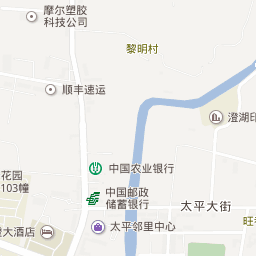 摩尔塑胶
科技公司
黎明村
顺丰速运
澄湖印
中国农业银行
花园
103幢
中国邮政
储蓄银行
太平大街
旺
大酒店
太平邻里中心